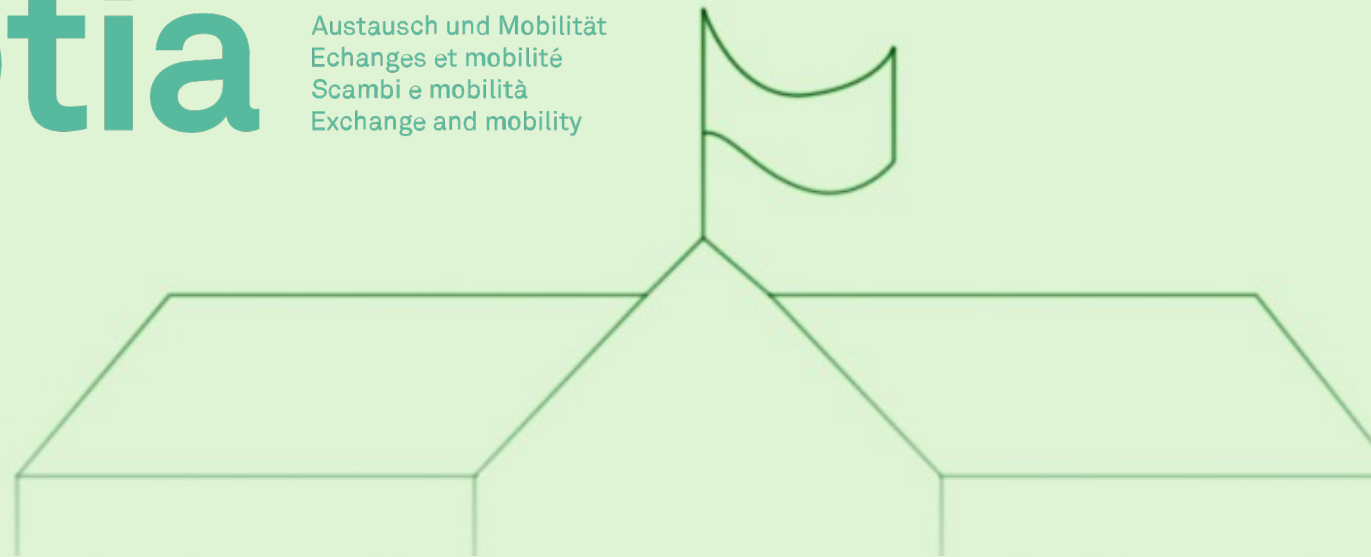 tia
Austausch und Mobilität
Echanges et mobilité
Scambi e mobilità
Exchange and mobility